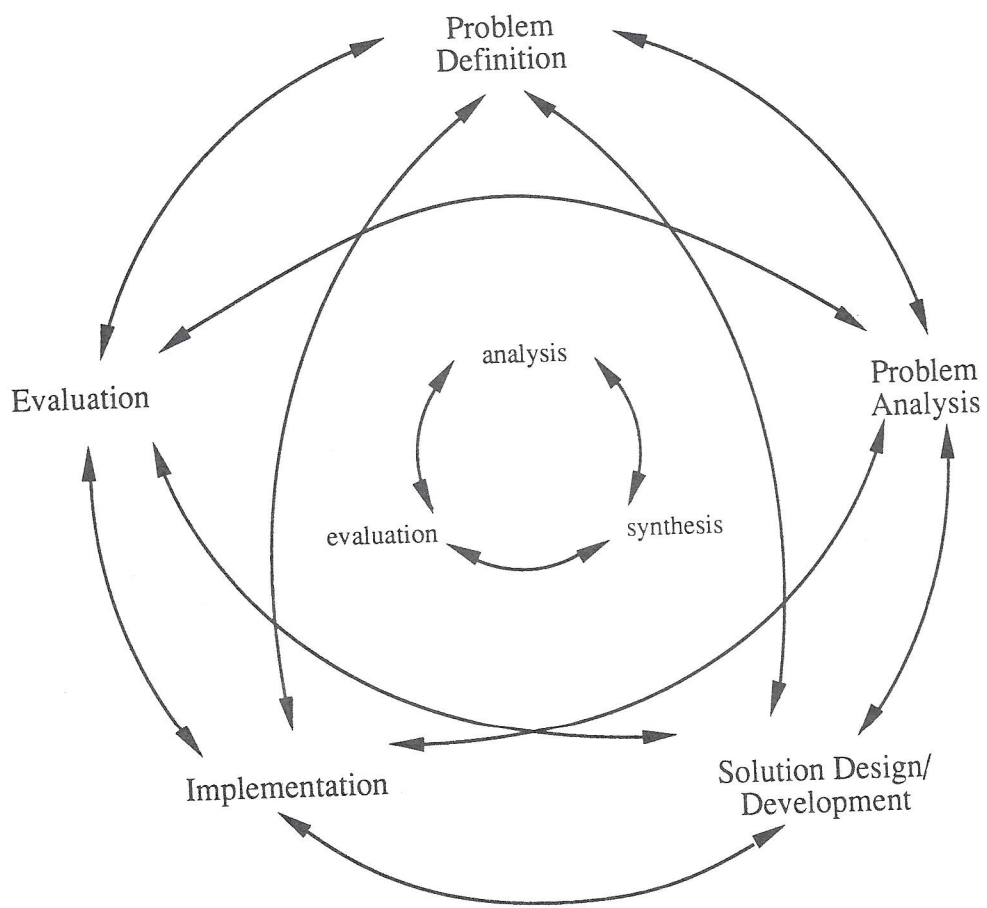 Problem
Definition
analysis
Problem
Analysis
Evaluation
evaluation
synthesis
Implementation
Solution Design/
Development